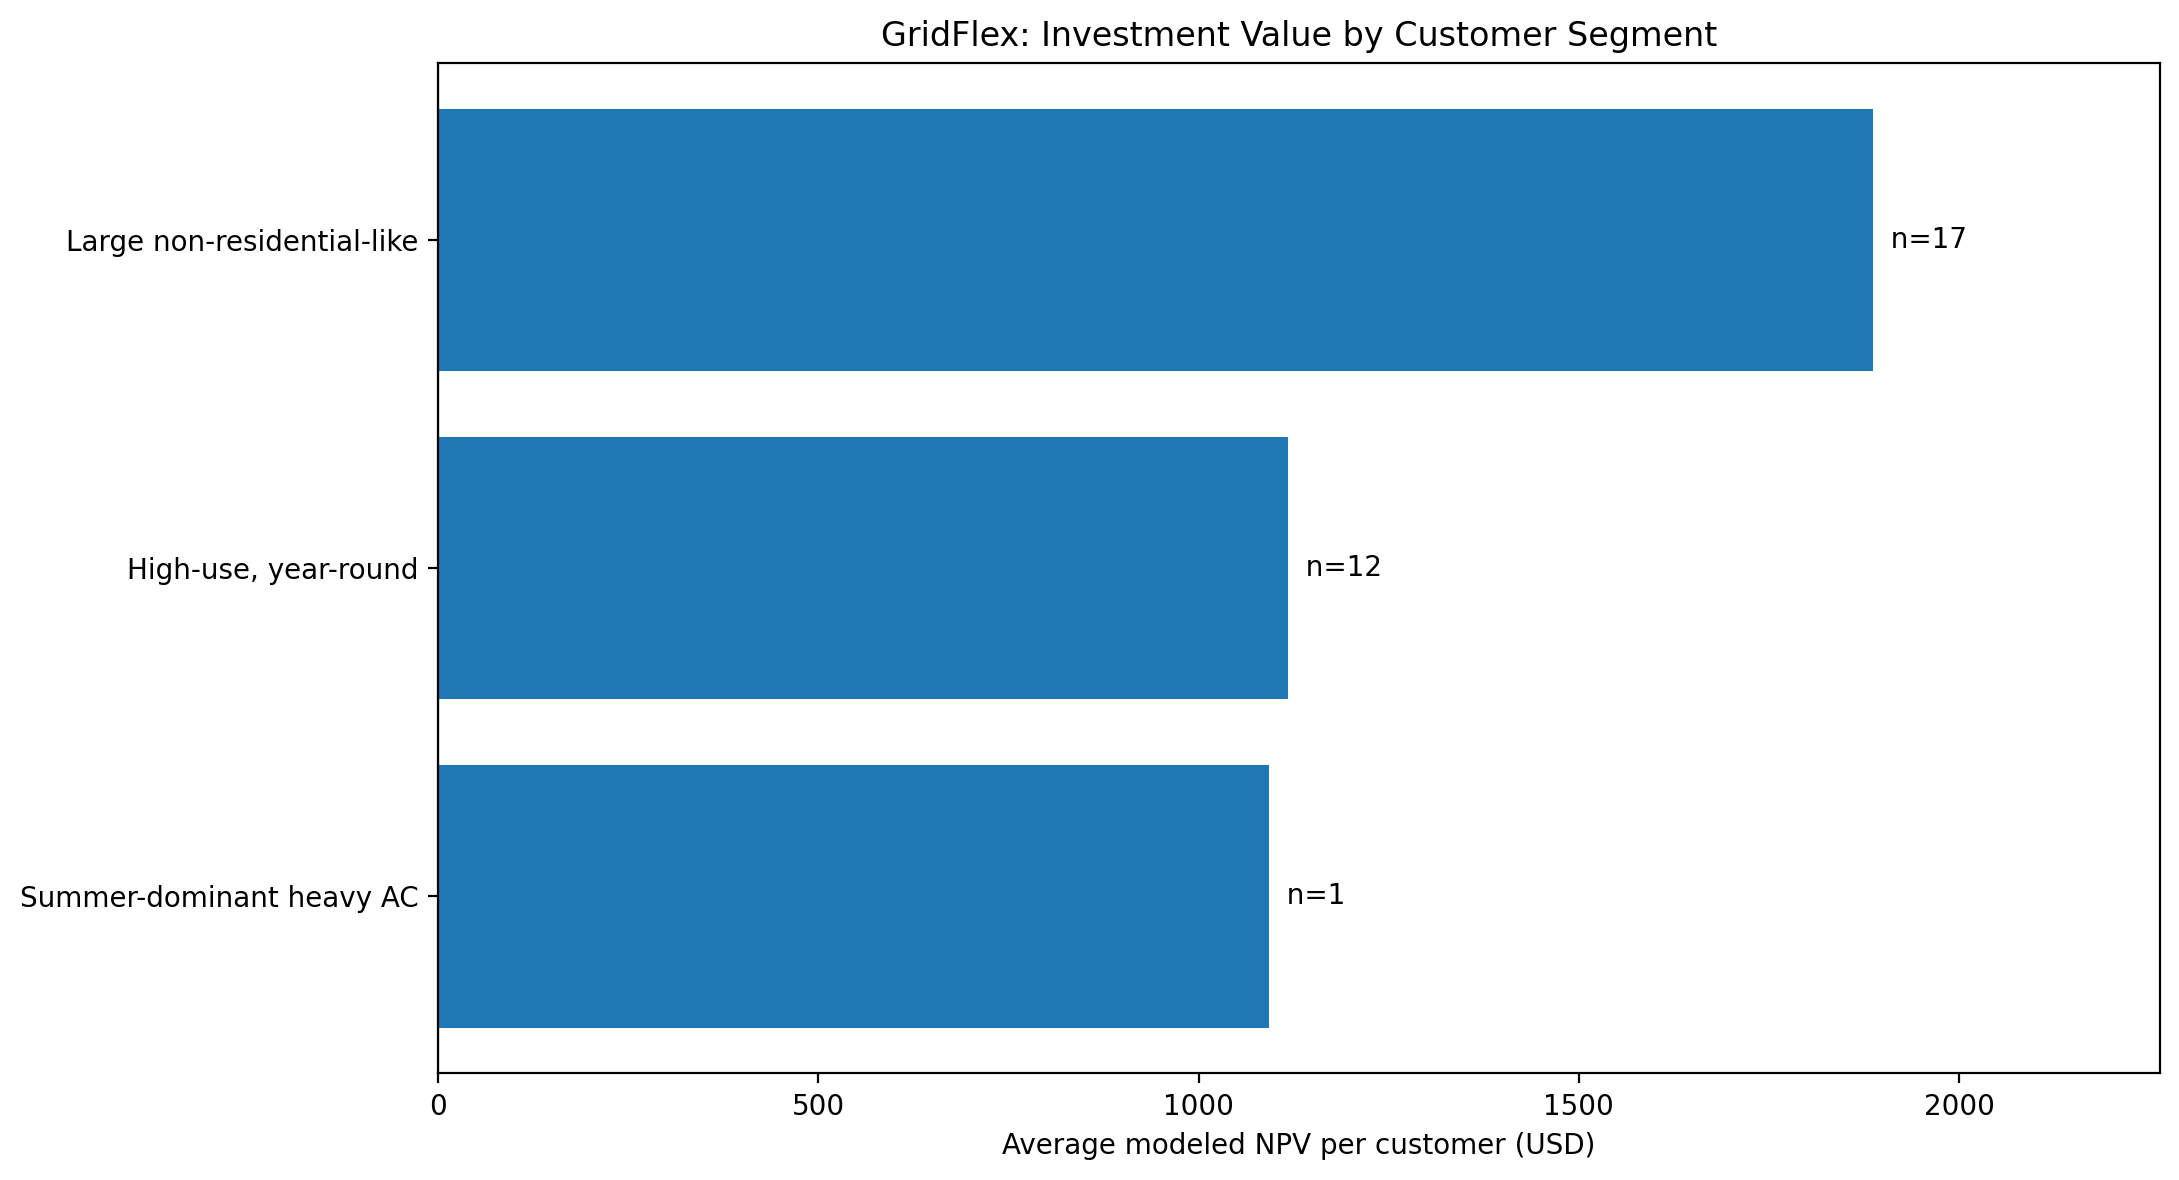 GridFlex: Investment Value by Customer Segment
Large non-residential-like
n=17
High-use, year-round
n=12
Summer-dominant heavy AC
n=1
0 500 1000 1500 2000
Average modeled NPV per customer (USD)